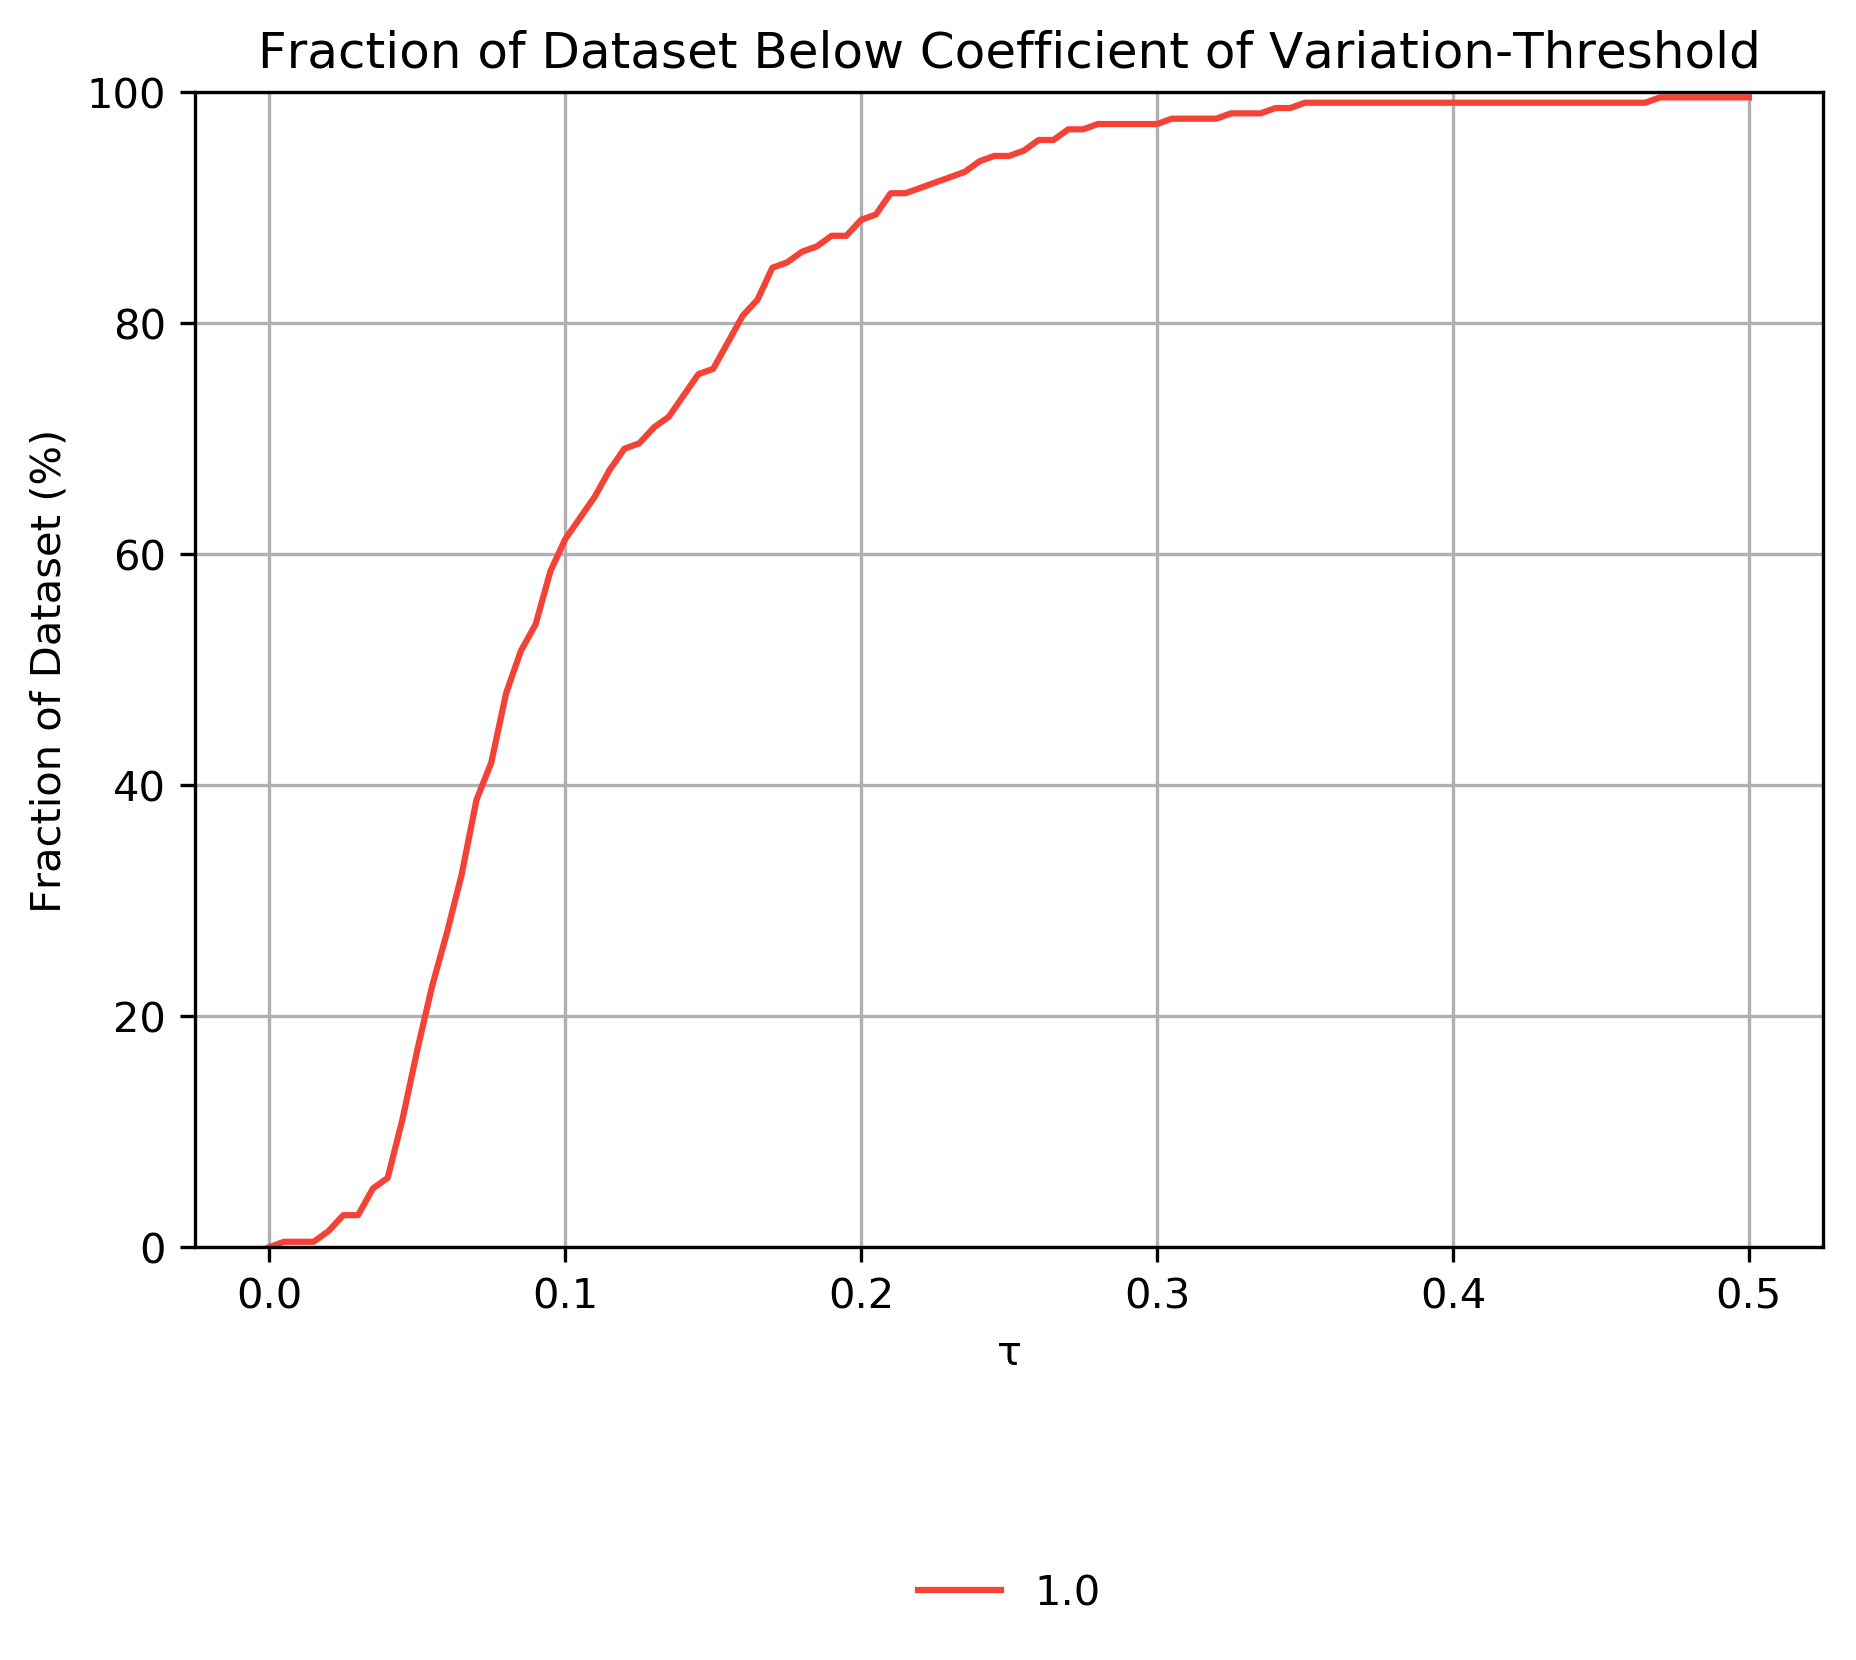 Fraction of Dataset Below Coefficient of Variation-Threshold
Fraction of Dataset (%)
100
80
60
40
20
0
0.0 0.1 0.2 0.3 0.4 0.5
τ
1.0